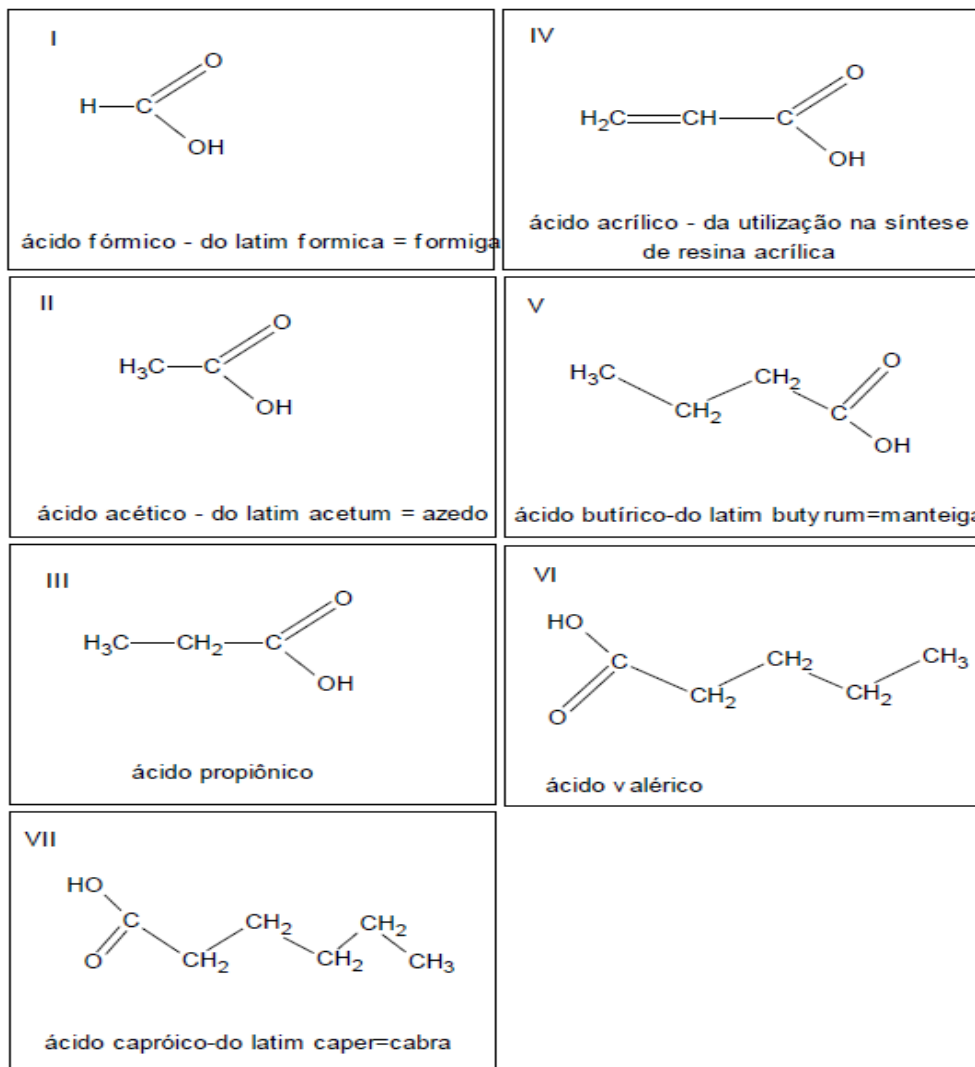 I
H—C
O
OH
ácido fórmico - do latim formica = formiga
IV
H₂C=CH—C
O
OH
ácido acrílico - da utilização na síntese
de resina acrílica
II
O
H₃C—C
OH
ácido acético - do latim acetum = azedo
V
H₃C
CH₂
CH₂
C
O
OH
ácido butírico-do latim butyrum=manteiga
III
O
H₃C—CH₂—C
OH
ácido propiônico
VI
HO
C
O
CH₂
CH₂
CH₂
CH₃
ácido valérico
VII
HO
C
O
CH₂
CH₂
CH₂
CH₂
CH₃
ácido capróico-do latim caper=cabra